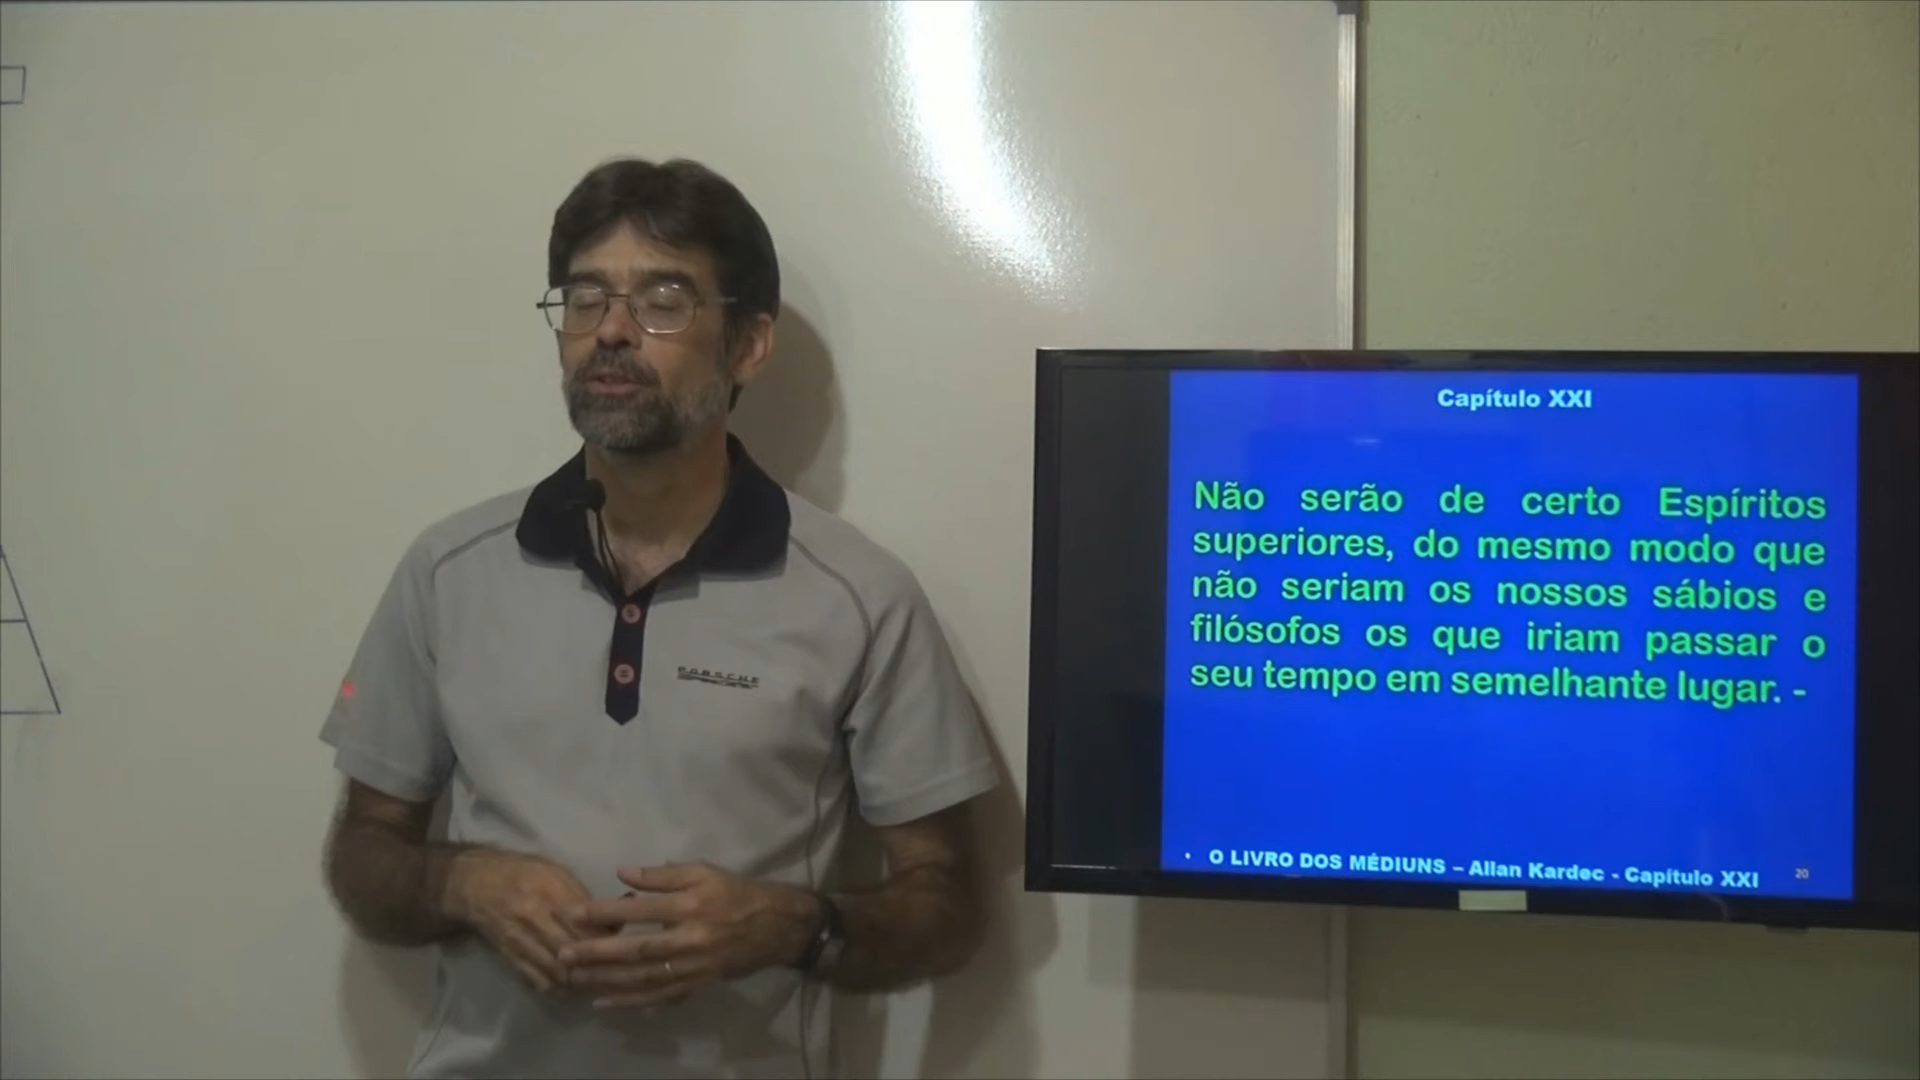 Capítulo XXI
Não serão de certo Espíritos
superiores, do mesmo modo que
não seriam os nossos sábios e
filósofos os que iriam passar o
seu tempo em semelhante lugar. -
• O LIVRO DOS MÉDIUNS – Allan Kardec - Capítulo XXI
20
PORSCHE